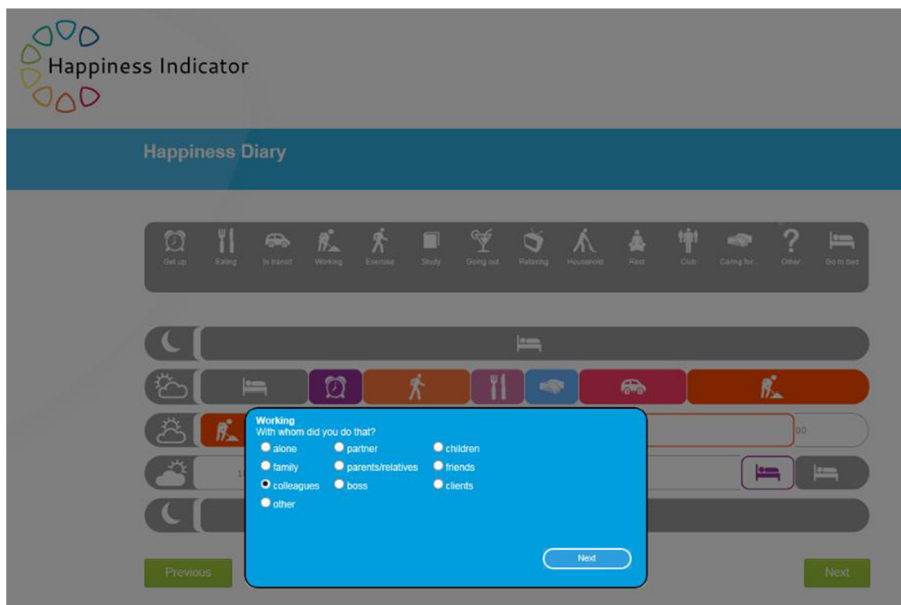 Happiness Indicator
Happiness Diary
Get up Eating In transit Working Exercise Study Going out Relaxing Household Rest Club Caring for... Other Go to bed
Working
With whom did you do that?
alone partner children
family parents/relatives friends
colleagues boss clients
other
Next
Previous Next